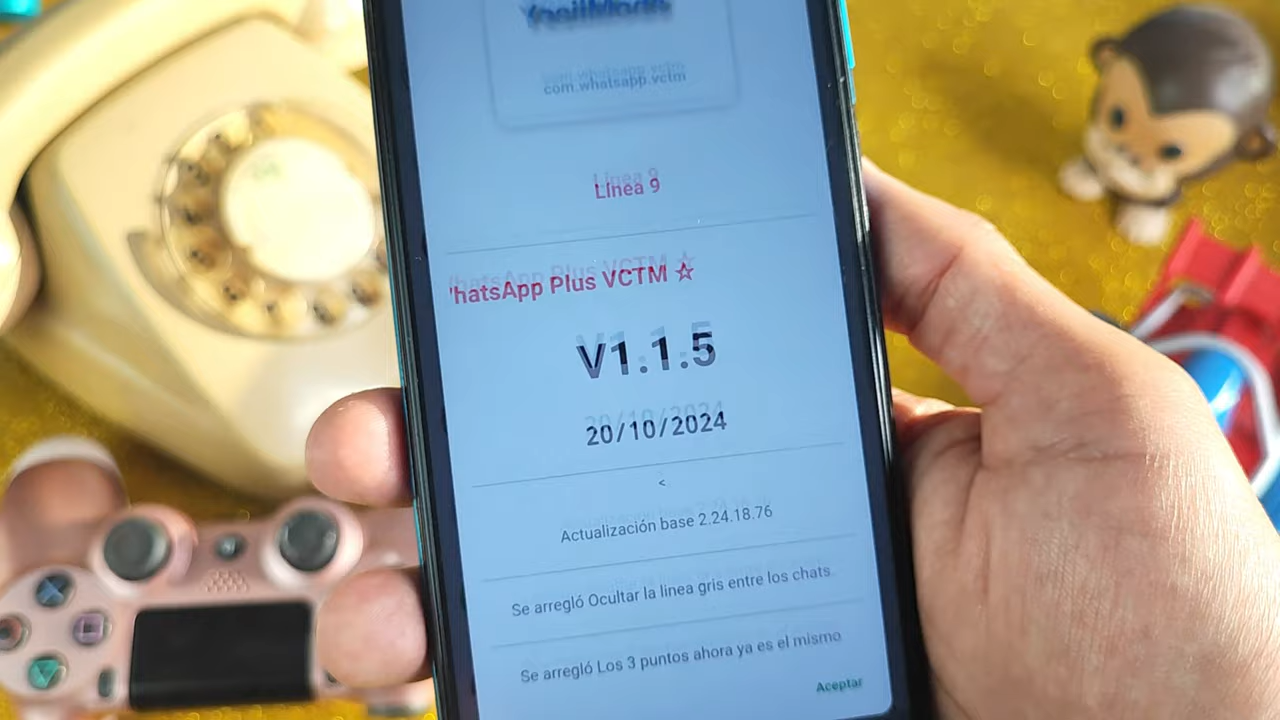 YosilMods
com.whatsapp.vctm
Línea 9
hatsApp Plus VCTM ☆
V1.1.5
20/10/2024
<
Actualización base 2.24.18.76
Se arregló Ocultar la linea gris entre los chats.
Se arregló Los 3 puntos ahora ya es el mismo
Aceptar